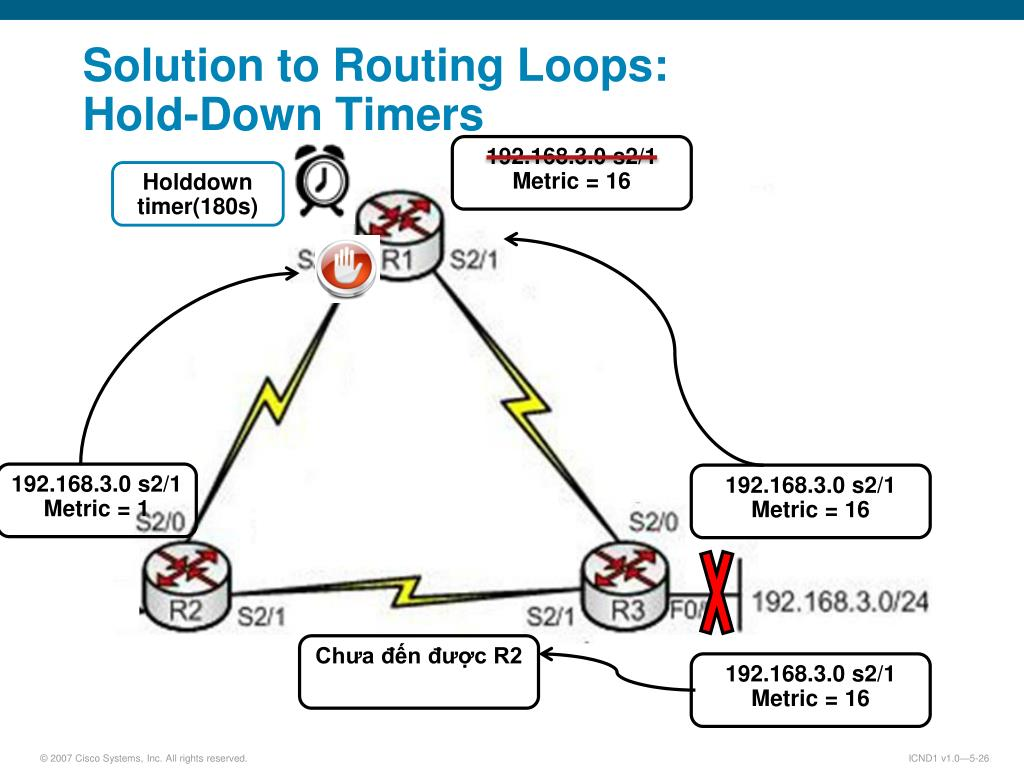 Solution to Routing Loops:
Hold-Down Timers
Holddown
timer(180s)
192.168.3.0 s2/1
Metric = 16
R1
S2/1
192.168.3.0 s2/1
Metric = 1
S2/0
192.168.3.0 s2/1
Metric = 16
S2/0
R2
S2/1
S2/1
R3
192.168.3.0/24
Chưa đến được R2
192.168.3.0 s2/1
Metric = 16
© 2007 Cisco Systems, Inc. All rights reserved.
ICND1 v1.0—5-26